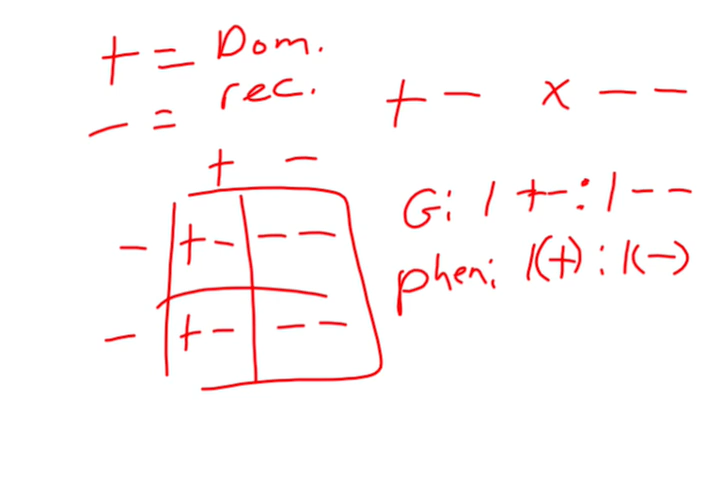 + = Dom.
- = rec.
+ - x - -
+ -
- + - - -
- + - - -
G: 1 + - : 1 - -
phen: 1(+) : 1(-)